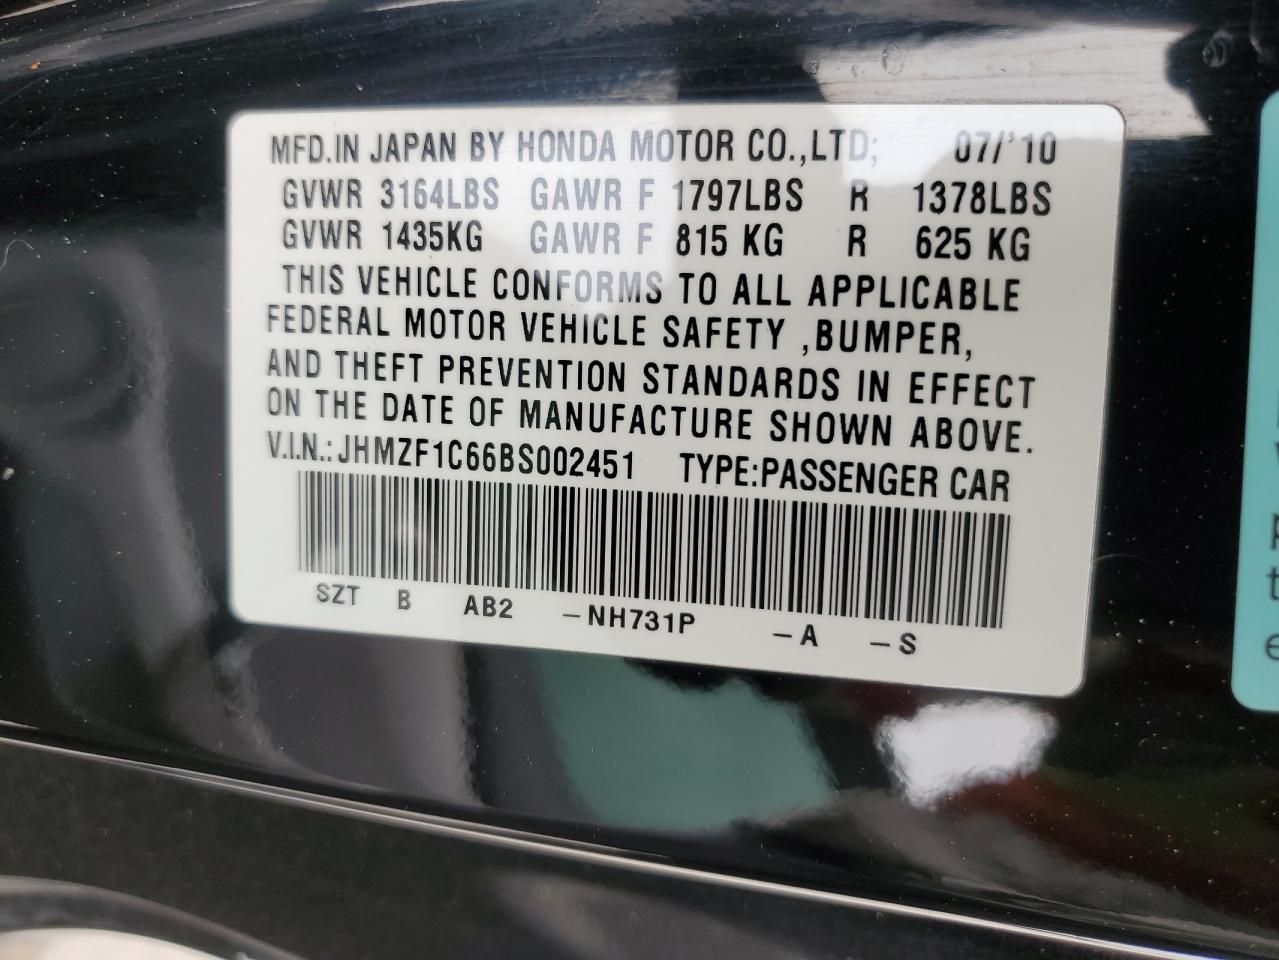 MFD.IN JAPAN BY HONDA MOTOR CO.,LTD; 07/'10
GVWR 3164LBS GAWR F 1797LBS R 1378LBS
GVWR 1435KG GAWR F 815 KG R 625 KG
THIS VEHICLE CONFORMS TO ALL APPLICABLE
FEDERAL MOTOR VEHICLE SAFETY ,BUMPER,
AND THEFT PREVENTION STANDARDS IN EFFECT
ON THE DATE OF MANUFACTURE SHOWN ABOVE.
V.I.N.:JHMZF1C66BS002451 TYPE:PASSENGER CAR
SZT B AB2 -NH731P -A -S